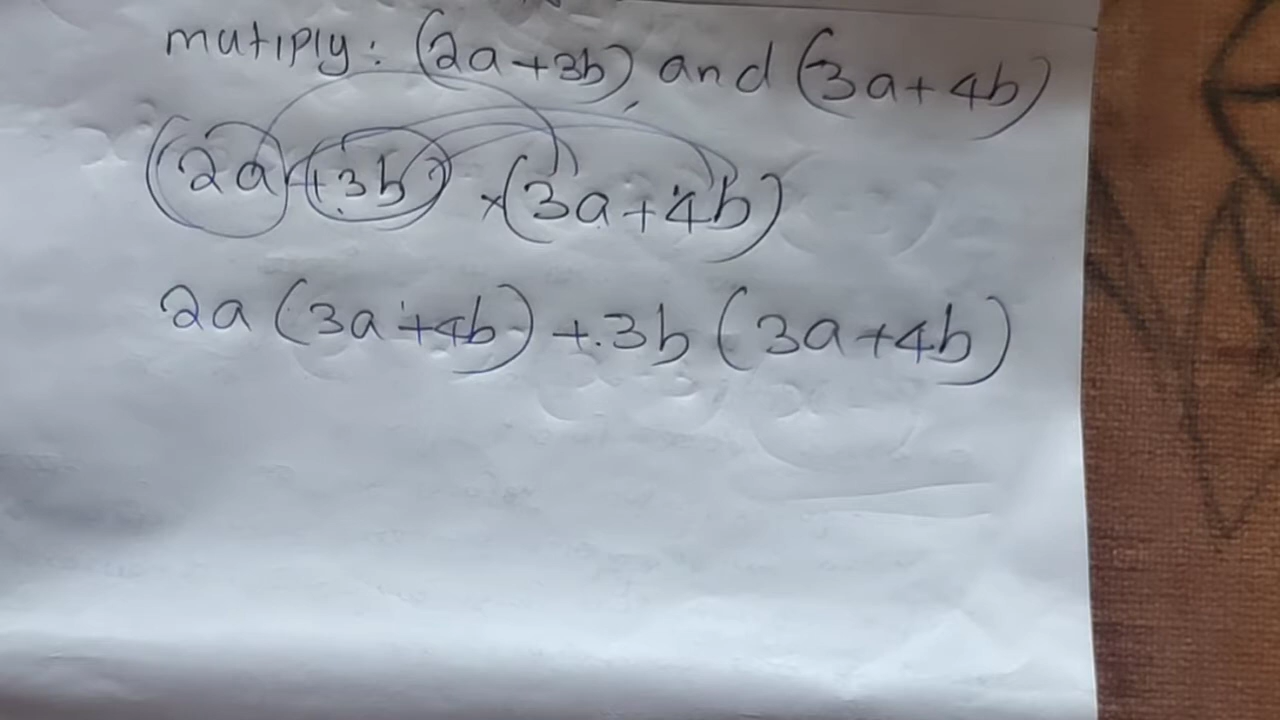 mutiply: (2a+3b) and (3a+4b)
(2a+3b) ×(3a+4b)
2a (3a+4b) +3b (3a+4b)